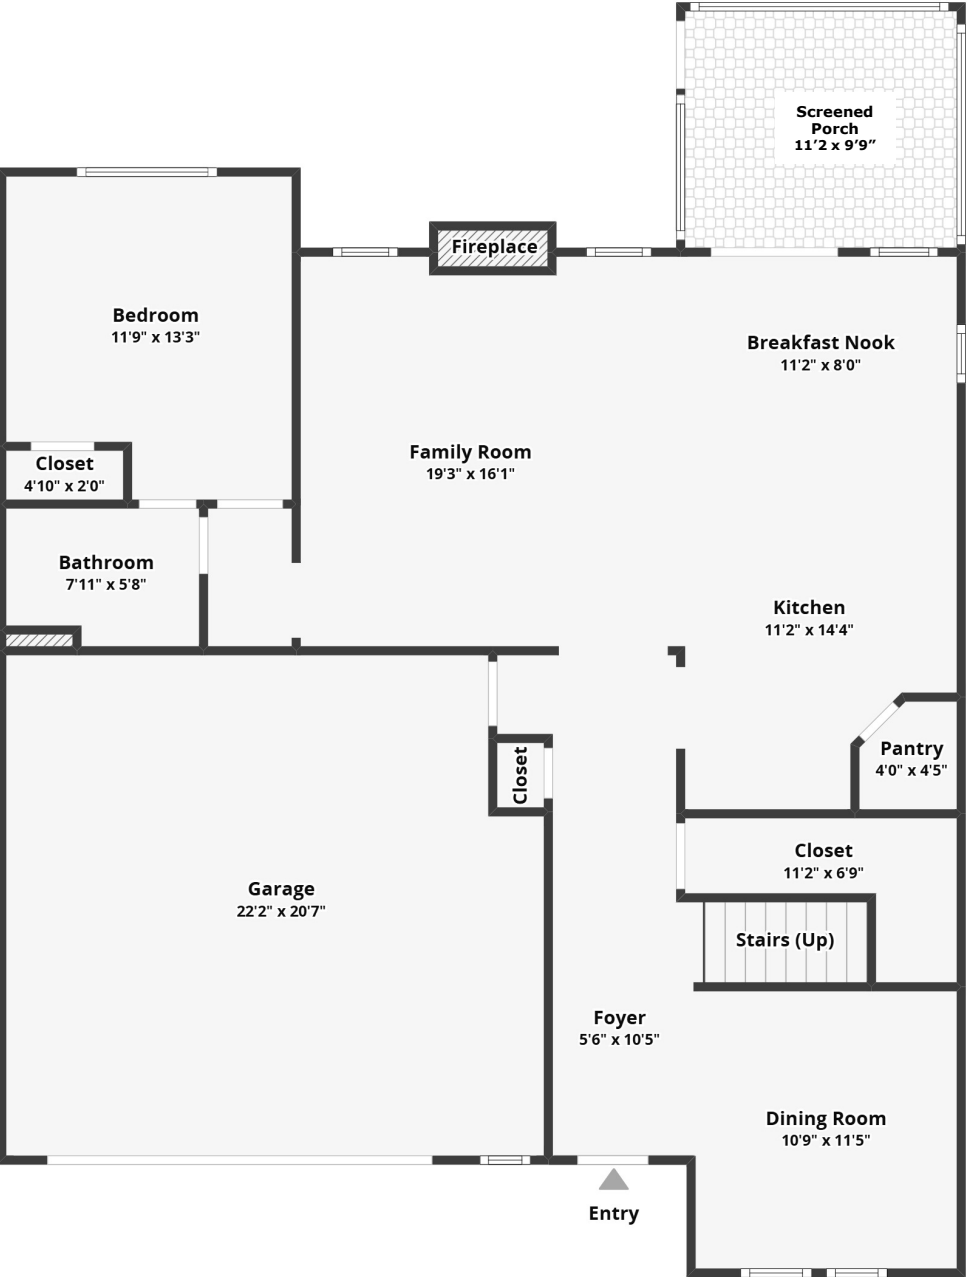 Screened
Porch
11’2 x 9’9”
Fireplace
Bedroom
11'9" x 13'3"
Breakfast Nook
11'2" x 8'0"
Family Room
19'3" x 16'1"
Closet
4'10" x 2'0"
Bathroom
7'11" x 5'8"
Kitchen
11'2" x 14'4"
Pantry
4'0" x 4'5"
Closet
Closet
11'2" x 6'9"
Garage
22'2" x 20'7"
Stairs (Up)
Foyer
5'6" x 10'5"
Dining Room
10'9" x 11'5"
Entry